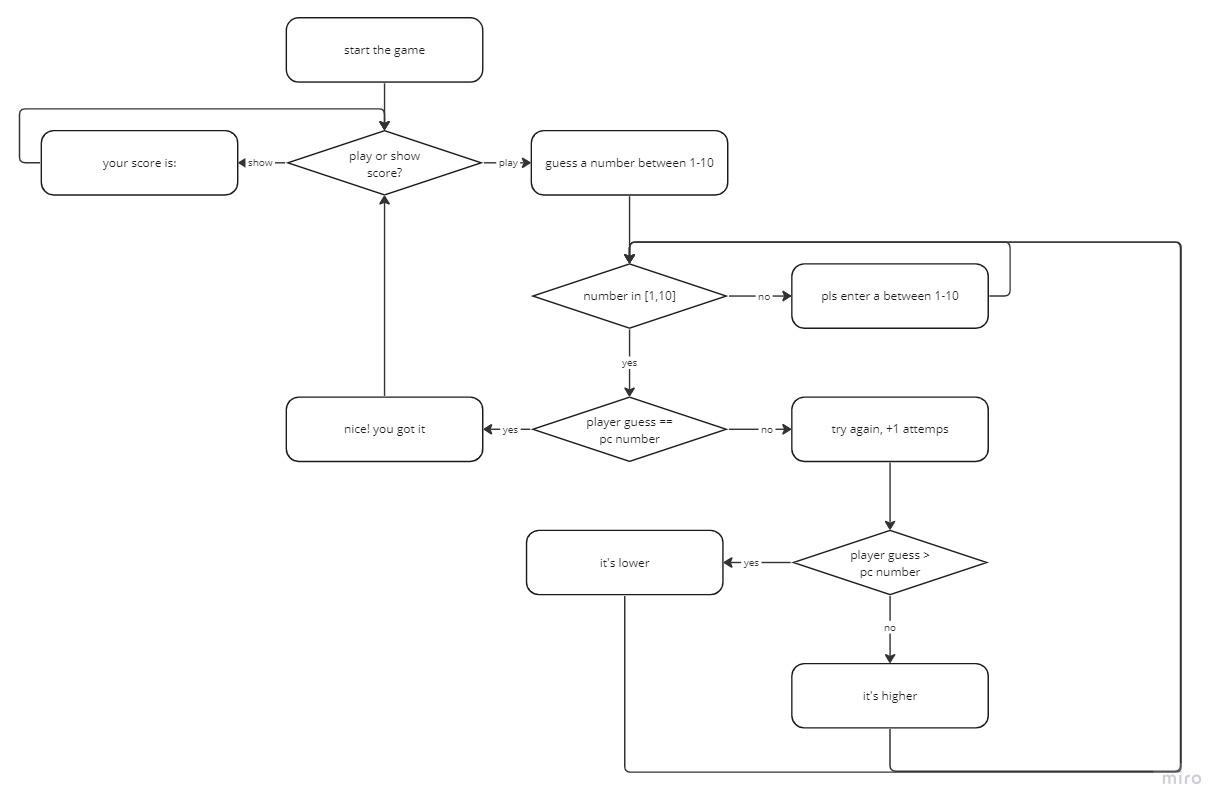 start the game
your score is:
show
play or show
score?
play
guess a number between 1-10
number in [1,10]
no
pls enter a between 1-10
yes
nice! you got it
yes
player guess ==
pc number
no
try again, +1 attemps
it's lower
yes
player guess >
pc number
no
it's higher
miro